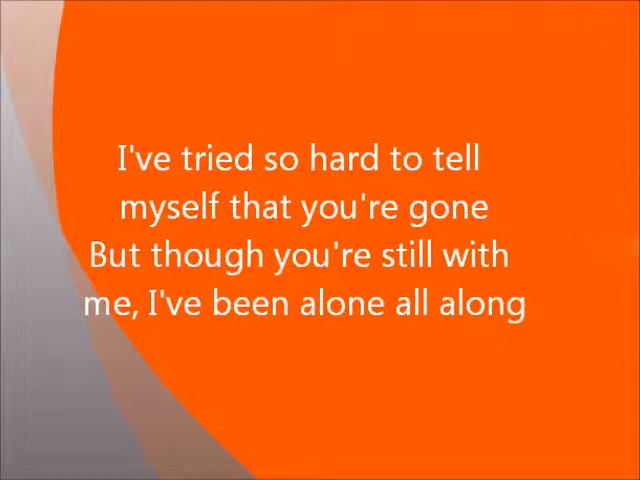 I've tried so hard to tell
myself that you're gone
But though you're still with
me, I've been alone all along